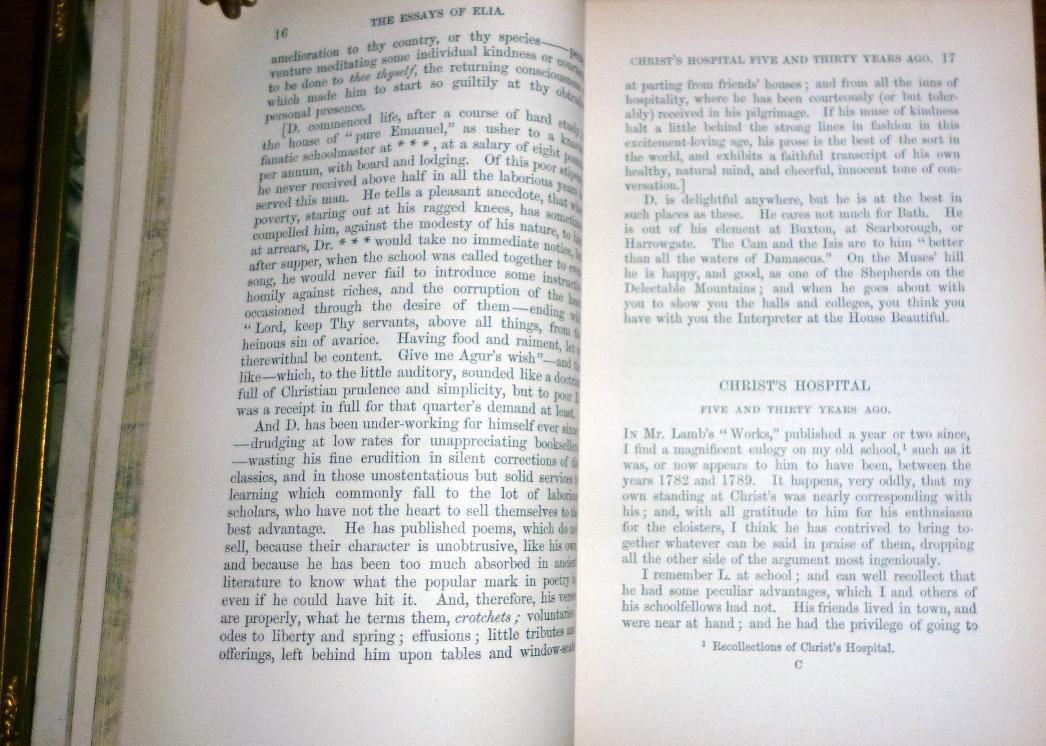 16
THE ESSAYS OF ELIA.
amelioration to thy country, or thy species——
venture meditating some individual kindness or
to be done to thee thyself, the returning
which made him to start so guiltily at thy
personal presence.
[D. commenced life, after a course of hard study
the house of "pure Emanuel," as usher to a
fanatic schoolmaster at * * *, at a salary of eight
per annum, with board and lodging. Of this poor
he never received above half in all the laborious years
served this man. He tells a pleasant anecdote, that
poverty, staring out at his ragged knees, has
compelled him, against the modesty of his nature, to
at arrears, Dr. * * * would take no immediate notice,
after supper, when the school was called together to
song, he would never fail to introduce some
homily against riches, and the corruption of the
occasioned through the desire of them—ending
"Lord, keep Thy servants, above all things, from
heinous sin of avarice. Having food and raiment,
therewithal be content. Give me Agur's wish"—and
like—which, to the little auditory, sounded like a
full of Christian prudence and simplicity, but to poor
was a receipt in full for that quarter's demand at least.
And D. has been under-working for himself ever
—drudging at low rates for unappreciating
—wasting his fine erudition in silent corrections of
classics, and in those unostentatious but solid services
learning which commonly fall to the lot of
scholars, who have not the heart to sell themselves to
best advantage. He has published poems, which do
sell, because their character is unobtrusive, like his
and because he has been too much absorbed in
literature to know what the popular mark in poetry
even if he could have hit it. And, therefore, his
are properly, what he terms them, crotchets; voluntaries
odes to liberty and spring; effusions; little tributes
offerings, left behind him upon tables and
CHRIST'S HOSPITAL FIVE AND THIRTY YEARS AGO. 17
at parting from friends' houses; and from all the inns of
hospitality, where he has been courteously (or but toler-
ably) received in his pilgrimage. If his muse of kindness
halt a little behind the strong lines in fashion in this
excitement-loving age, his prose is the best of the sort in
the world, and exhibits a faithful transcript of his own
healthy, natural mind, and cheerful, innocent tone of con-
versation.]
D. is delightful anywhere, but he is at the best in
such places as these. He cares not much for Bath. He
is out of his element at Buxton, at Scarborough, or
Harrowgate. The Cam and the Isis are to him "better
than all the waters of Damascus." On the Muses' hill
he is happy, and good, as one of the Shepherds on the
Delectable Mountains; and when he goes about with
you to show you the halls and colleges, you think you
have with you the Interpreter at the House Beautiful.
CHRIST'S HOSPITAL
FIVE AND THIRTY YEARS AGO.
In Mr. Lamb's "Works," published a year or two since,
I find a magnificent eulogy on my old school,¹ such as it
was, or now appears to him to have been, between the
years 1782 and 1789. It happens, very oddly, that my
own standing at Christ's was nearly corresponding with
his; and, with all gratitude to him for his enthusiasm
for the cloisters, I think he has contrived to bring to-
gether whatever can be said in praise of them, dropping
all the other side of the argument most ingeniously.
I remember L. at school; and can well recollect that
he had some peculiar advantages, which I and others of
his schoolfellows had not. His friends lived in town, and
were near at hand; and he had the privilege of going to
¹ Recollections of Christ's Hospital.
C